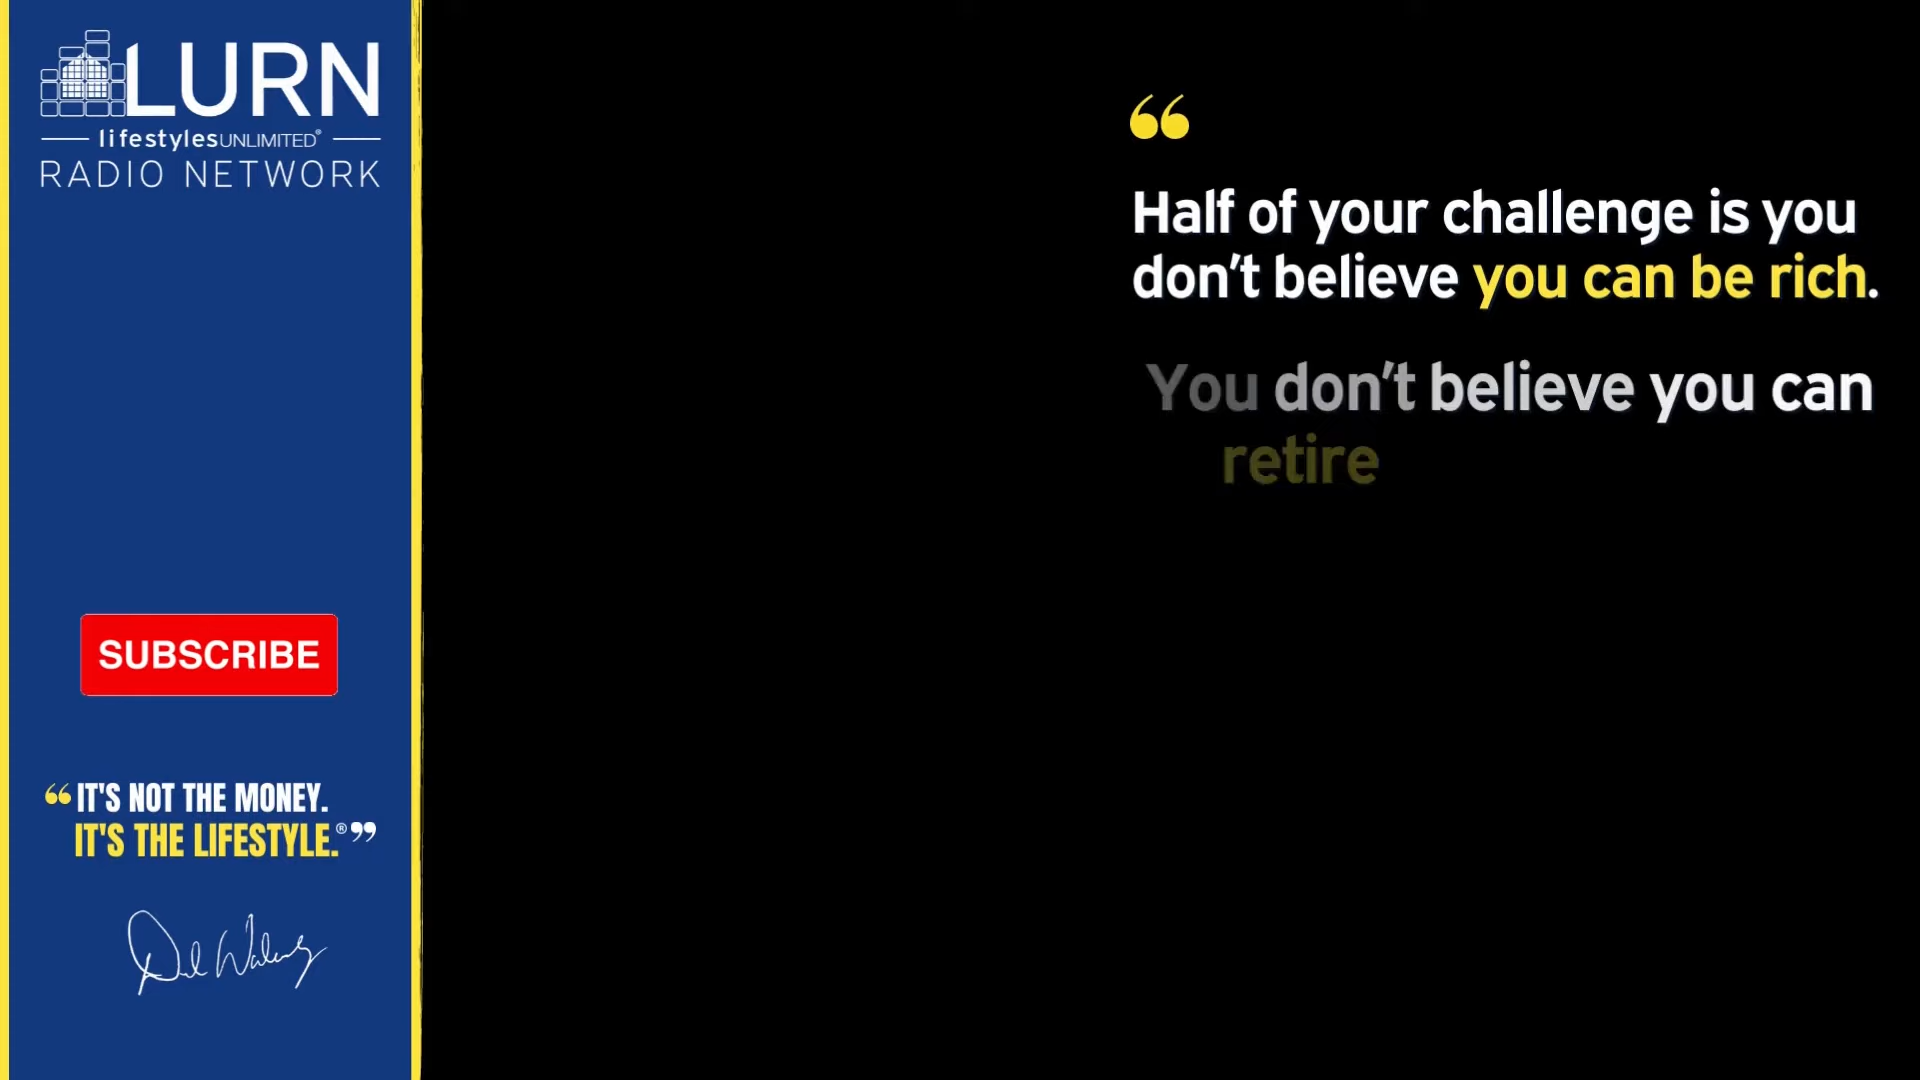 LURN
lifestylesUNLIMITED®
RADIO NETWORK
SUBSCRIBE
“IT'S NOT THE MONEY.
IT'S THE LIFESTYLE.®”
“
Half of your challenge is you
don’t believe you can be rich.
You don’t believe you can
retire